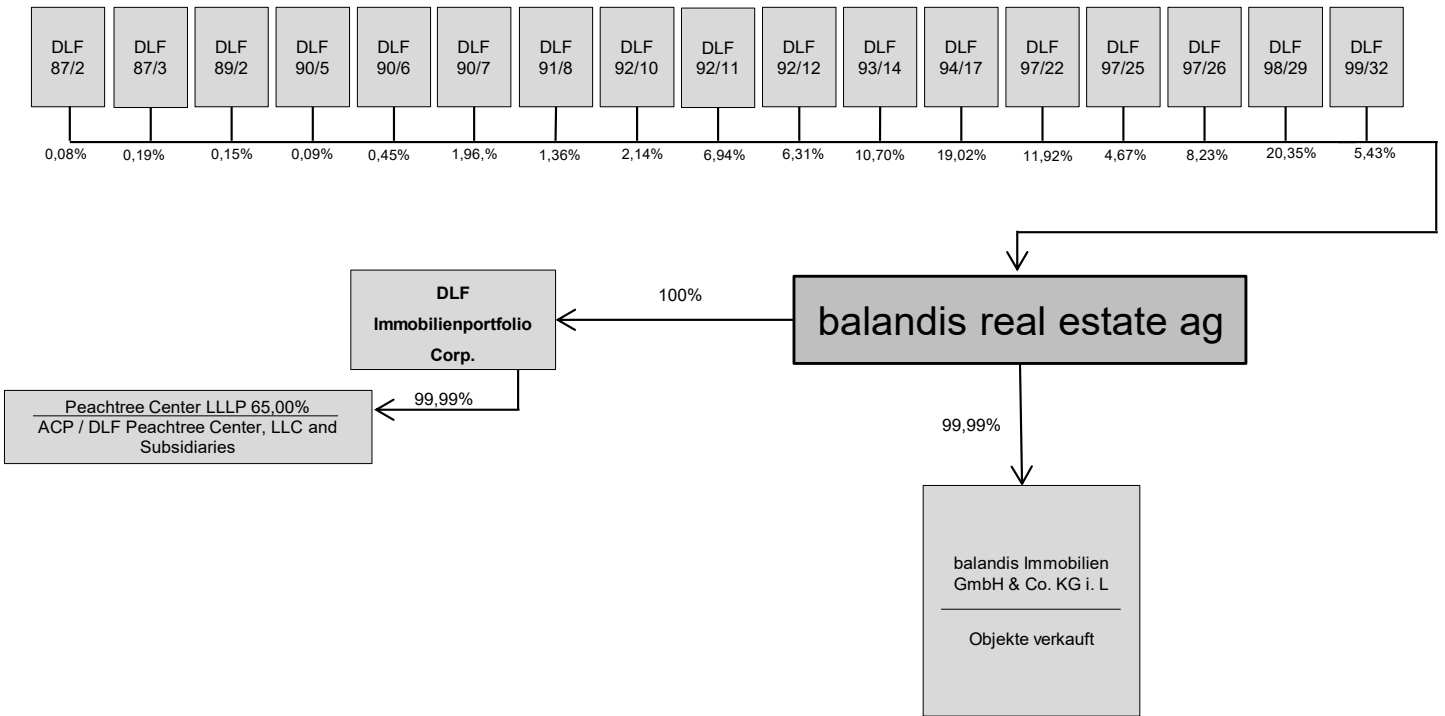 DLF
87/2
DLF
87/3
DLF
89/2
DLF
90/5
DLF
90/6
DLF
90/7
DLF
91/8
DLF
92/10
DLF
92/11
DLF
92/12
DLF
93/14
DLF
94/17
DLF
97/22
DLF
97/25
DLF
97/26
DLF
98/29
DLF
99/32
0,08%
0,19%
0,15%
0,09%
0,45%
1,96,%
1,36%
2,14%
6,94%
6,31%
10,70%
19,02%
11,92%
4,67%
8,23%
20,35%
5,43%
DLF
Immobilienportfolio
Corp.
100%
balandis real estate ag
99,99%
Peachtree Center LLLP 65,00%
ACP / DLF Peachtree Center, LLC and
Subsidiaries
99,99%
balandis Immobilien
GmbH & Co. KG i. L
Objekte verkauft